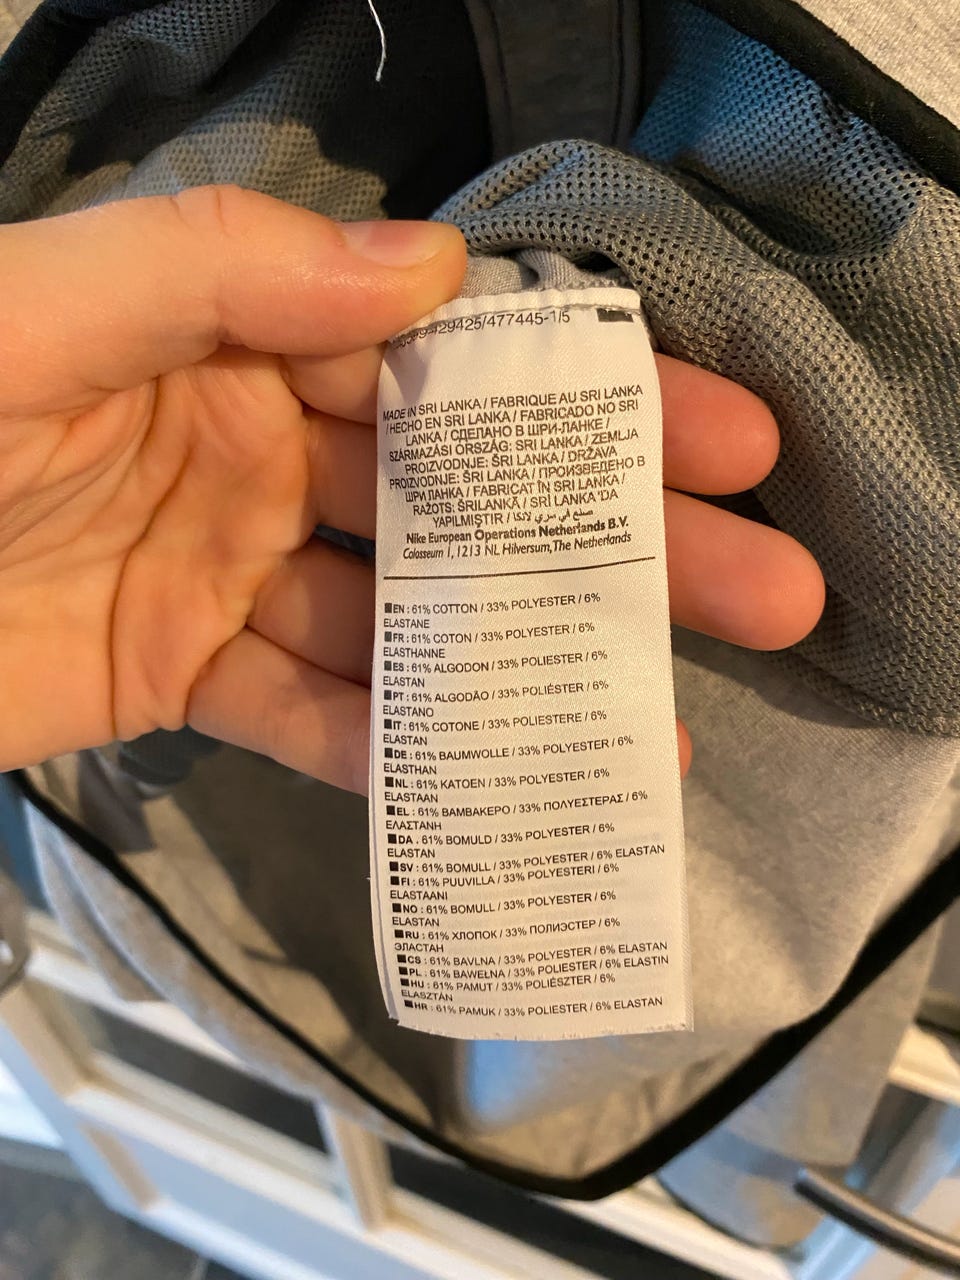 429425/477445-1/5
MADE IN SRI LANKA / FABRIQUE AU SRI LANKA
/ HECHO EN SRI LANKA / FABRICADO NO SRI
LANKA / СДЕЛАНО В ШРИ-ЛАНКЕ /
SZÁRMAZÁSI ORSZÁG: SRI LANKA / ZEMLJA
PROIZVODNJE: ŠRI LANKA / DRŽAVA
PROIZVODNJE: ŠRI LANKA / ПРОИЗВЕДЕНО В
ШРИ ЛАНКА / FABRICAT ÎN SRI LANKA /
RAŽOTS: ŠRILANKĀ / SRİ LANKA 'DA
YAPILMIŞTIR / صنع في سري لانكا
Nike European Operations Netherlands B.V.
Colosseum 1, 1213 NL Hilversum, The Netherlands
EN : 61% COTTON / 33% POLYESTER / 6%
ELASTANE
FR : 61% COTON / 33% POLYESTER / 6%
ELASTHANNE
ES : 61% ALGODON / 33% POLIESTER / 6%
ELASTAN
PT : 61% ALGODÃO / 33% POLIÉSTER / 6%
ELASTANO
IT : 61% COTONE / 33% POLIESTERE / 6%
ELASTAN
DE : 61% BAUMWOLLE / 33% POLYESTER / 6%
ELASTHAN
NL : 61% KATOEN / 33% POLYESTER / 6%
ELASTAAN
EL : 61% ΒΑΜΒΑΚΕΡΟ / 33% ΠΟΛΥΕΣΤΕΡΑΣ / 6%
ΕΛΑΣΤΑΝΗ
DA . 61% BOMULD / 33% POLYESTER / 6%
ELASTAN
SV : 61% BOMULL / 33% POLYESTER / 6% ELASTAN
FI : 61% PUUVILLA / 33% POLYESTERI / 6%
ELASTAANI
NO : 61% BOMULL / 33% POLYESTER / 6%
ELASTAN
RU : 61% ХЛОПОК / 33% ПОЛИЭСТЕР / 6%
ЭЛАСТАН
CS : 61% BAVLNA / 33% POLYESTER / 6% ELASTAN
PL : 61% BAWEŁNA / 33% POLIESTER / 6% ELASTIN
HU : 61% PAMUT / 33% POLIÉSZTER / 6%
ELASZTÁN
HR : 61% PAMUK / 33% POLIESTER / 6% ELASTAN